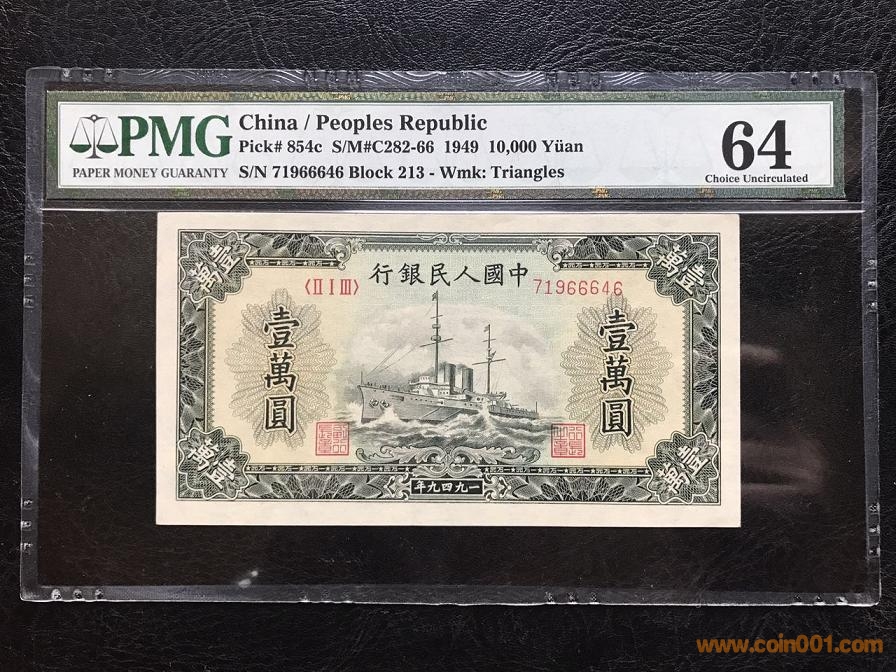 PMG
PAPER MONEY GUARANTY
China / Peoples Republic
Pick# 854c S/M#C282-66 1949 10,000 Yüan
S/N 71966646 Block 213 - Wmk: Triangles
64
Choice Uncirculated
壹萬
萬壹
行銀民人國中
〈II I III〉
71966646
壹萬圓
壹萬圓
壹萬
萬壹
年九四九一
www.coin001.com